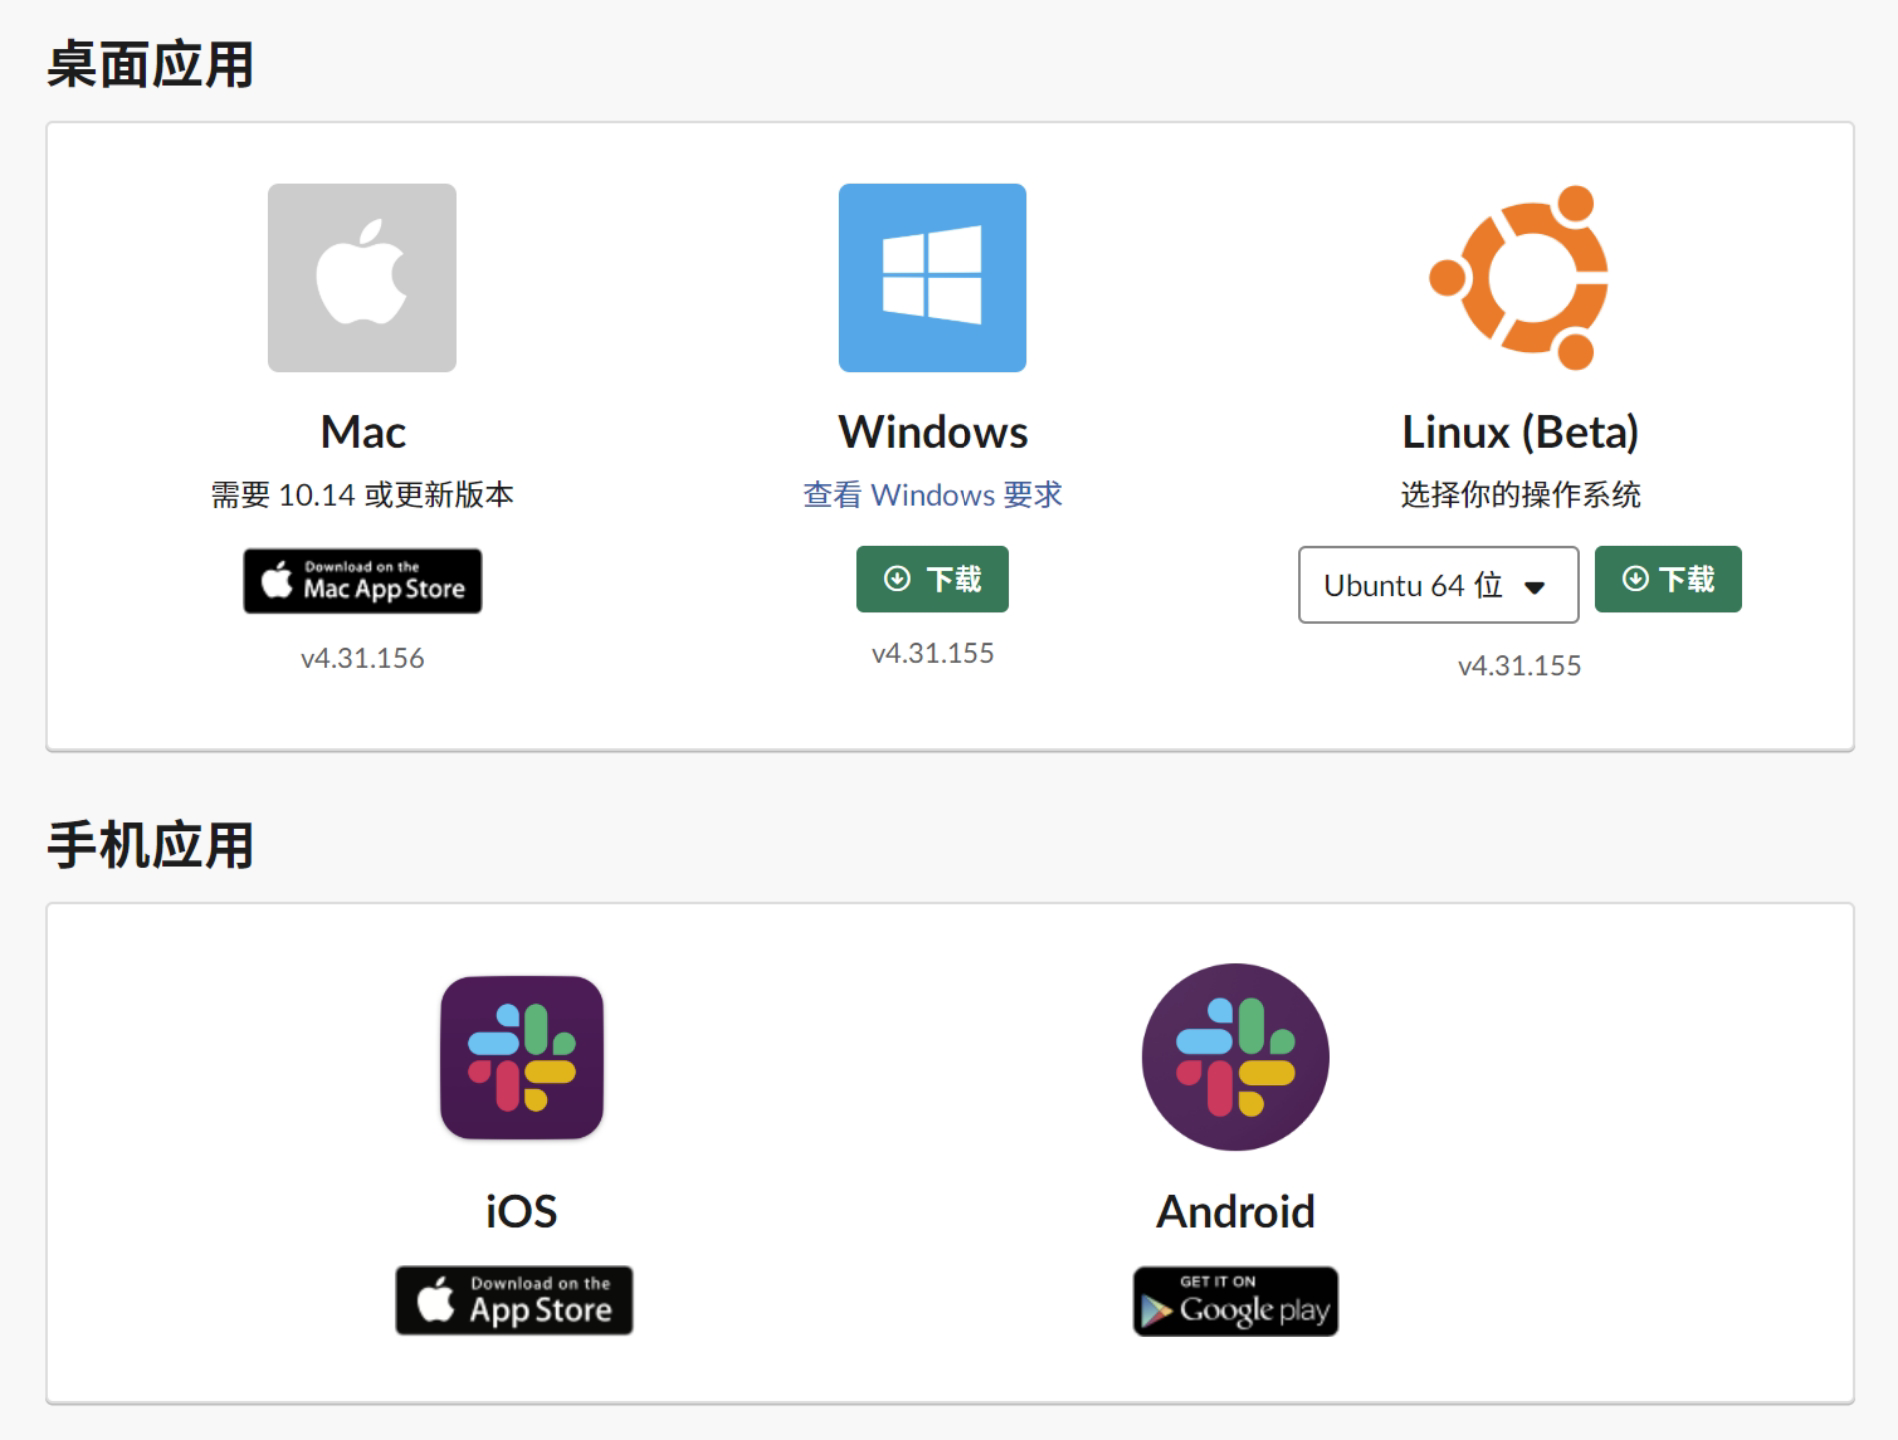 桌面应用
Mac
需要 10.14 或更新版本
Download on the
Mac App Store
v4.31.156
Windows
查看 Windows 要求
下载
v4.31.155
Linux (Beta)
选择你的操作系统
Ubuntu 64 位
下载
v4.31.155
手机应用
iOS
Download on the
App Store
Android
GET IT ON
Google play